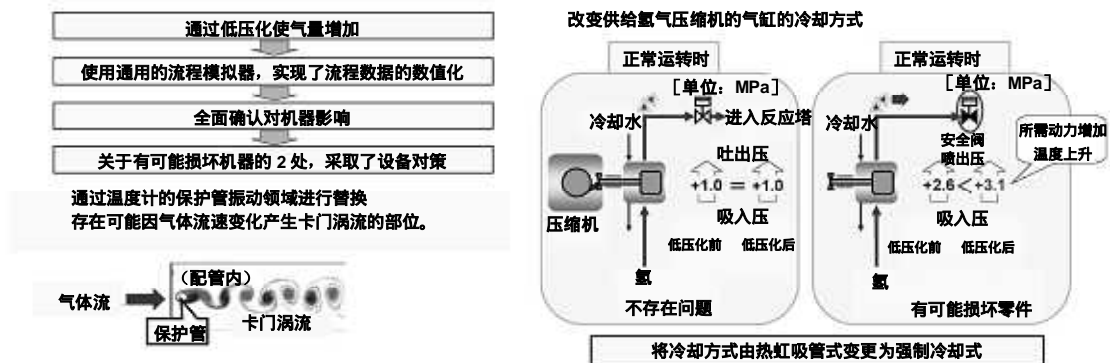 通过低压化使气量增加
使用通用的流程模拟器，实现了流程数据的数值化
全面确认对机器影响
关于有可能损坏机器的 2 处，采取了设备对策
通过温度计的保护管振动领域进行替换
存在可能因气体流速变化产生卡门涡流的部位。
（配管内）
气体流
卡门涡流
保护管
改变供给氢气压缩机的气缸的冷却方式
正常运转时
［单位：MPa］
冷却水
进入反应塔
吐出压
+1.0 = +1.0
压缩机
吸入压
低压化前 低压化后
氢
不存在问题
正常运转时
［单位：MPa］
冷却水
安全阀
喷出压
所需动力增加
温度上升
+2.6 < +3.1
吸入压
低压化前 低压化后
氢
有可能损坏零件
将冷却方式由热虹吸管式变更为强制冷却式